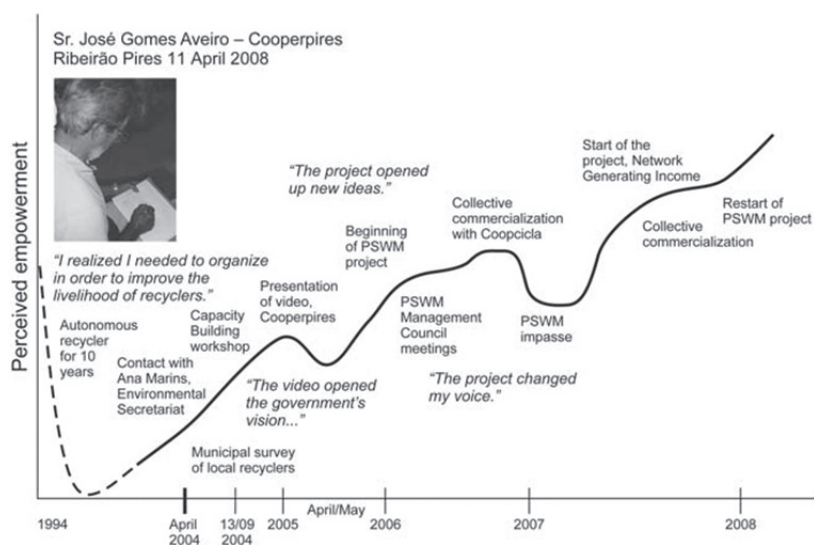 Sr. José Gomes Aveiro – Cooperpires
Ribeirão Pires 11 April 2008
Perceived empowerment
"I realized I needed to organize
in order to improve the
livelihood of recyclers."
Autonomous
recycler
for 10
years
Contact with
Ana Marins,
Environmental
Secretariat
Capacity
Building
workshop
Municipal survey
of local recyclers
Presentation
of video,
Cooperpires
"The video opened
the government's
vision..."
"The project opened
up new ideas."
Beginning
of PSWM
project
PSWM
Management
Council
meetings
Collective
commercialization
with Coopcicla
"The project changed
my voice."
PSWM
impasse
Start of the
project, Network
Generating Income
Collective
commercialization
Restart of
PSWM project
1994
April
2004
13/09
2004
2005
April/May
2006
2007
2008